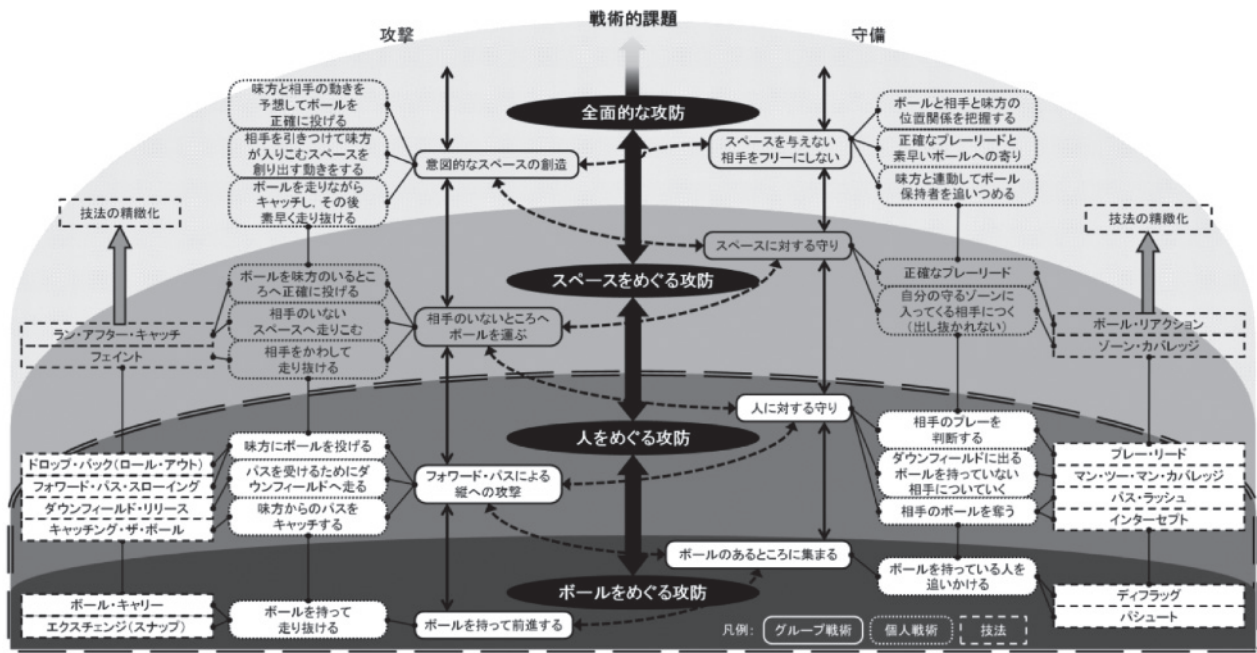 戦術的課題
攻撃
守備
全面的な攻防
味方と相手の動きを
予想してボールを
正確に投げる
相手を引きつけて味方
が入りこむスペースを
創り出す動きをする
ボールを走りながら
キャッチし、その後
素早く走り抜ける
意図的なスペースの創造
スペースを与えない
相手をフリーにしない
ボールと相手と味方の
位置関係を把握する
正確なプレーリードと
素早いボールへの寄り
味方と連動してボール
保持者を追いつめる
技法の精緻化
技法の精緻化
スペースに対する守り
スペースをめぐる攻防
ボールを味方のいるとこ
ろへ正確に投げる
相手のいない
スペースへ走りこむ
相手をかわして
走り抜ける
ラン・アフター・キャッチ
フェイント
相手のいないところへ
ボールを運ぶ
正確なプレーリード
自分の守るゾーンに
入ってくる相手につく
（出し抜かれない）
ボール・リアクション
ゾーン・カバレッジ
人に対する守り
人をめぐる攻防
味方にボールを投げる
パスを受けるためにダ
ウンフィールドへ走る
味方からのパスを
キャッチする
ドロップ・バック（ロール・アウト）
フォワード・パス・スローイング
ダウンフィールド・リリース
キャッチング・ザ・ボール
フォワード・パスによる
縦への攻撃
相手のプレーを
判断する
ダウンフィールドに出る
ボールを持っていない
相手についていく
相手のボールを奪う
プレー・リード
マン・ツー・マン・カバレッジ
パス・ラッシュ
インターセプト
ボールのあるところに集まる
ボールをめぐる攻防
ボールを持っている人を
追いかける
ボール・キャリー
エクスチェンジ（スナップ）
ボールを持って
走り抜ける
ボールを持って前進する
ディフラッグ
パシュート
凡例：
グループ戦術
個人戦術
技法